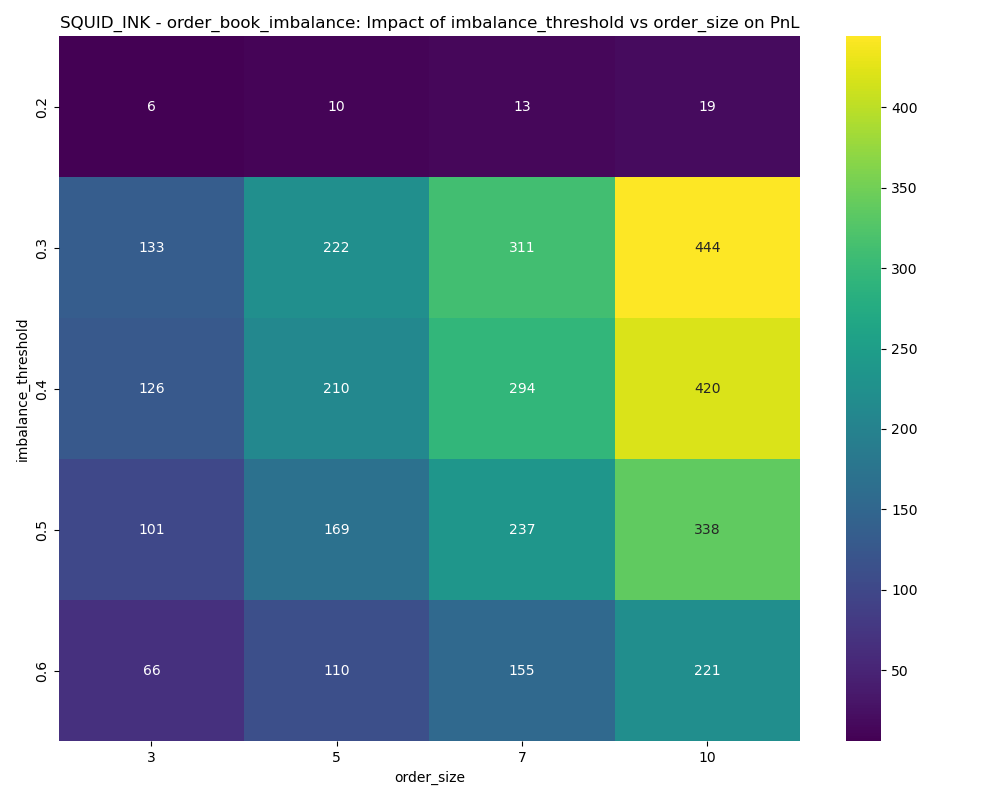 SQUID_INK - order_book_imbalance: Impact of imbalance_threshold vs order_size on PnL
6 10 13 19
133 222 311 444
126 210 294 420
101 169 237 338
66 110 155 221
0.2
0.3
0.4
0.5
0.6
imbalance_threshold
3 5 7 10
order_size
400
350
300
250
200
150
100
50